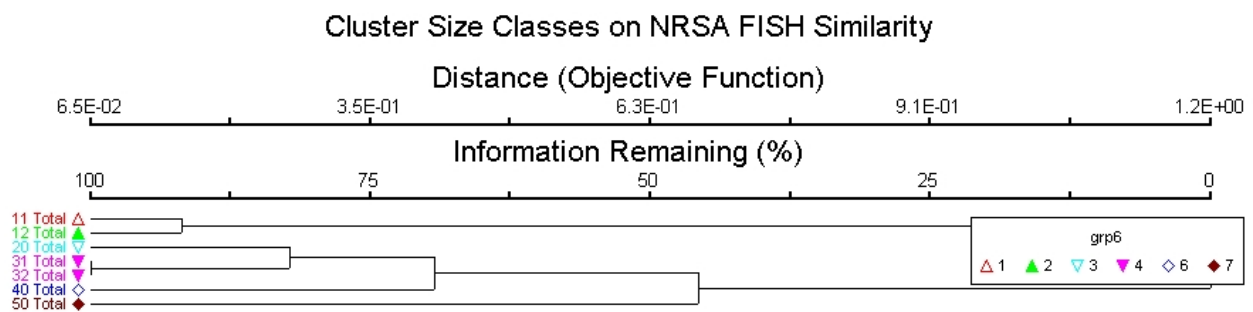 Cluster Size Classes on NRSA FISH Similarity
Distance (Objective Function)
6.5E-02 3.5E-01 6.3E-01 9.1E-01 1.2E+00
Information Remaining (%)
100 75 50 25 0
11 Total
12 Total
20 Total
31 Total
32 Total
40 Total
50 Total
grp6
1 2 3 4 6 7